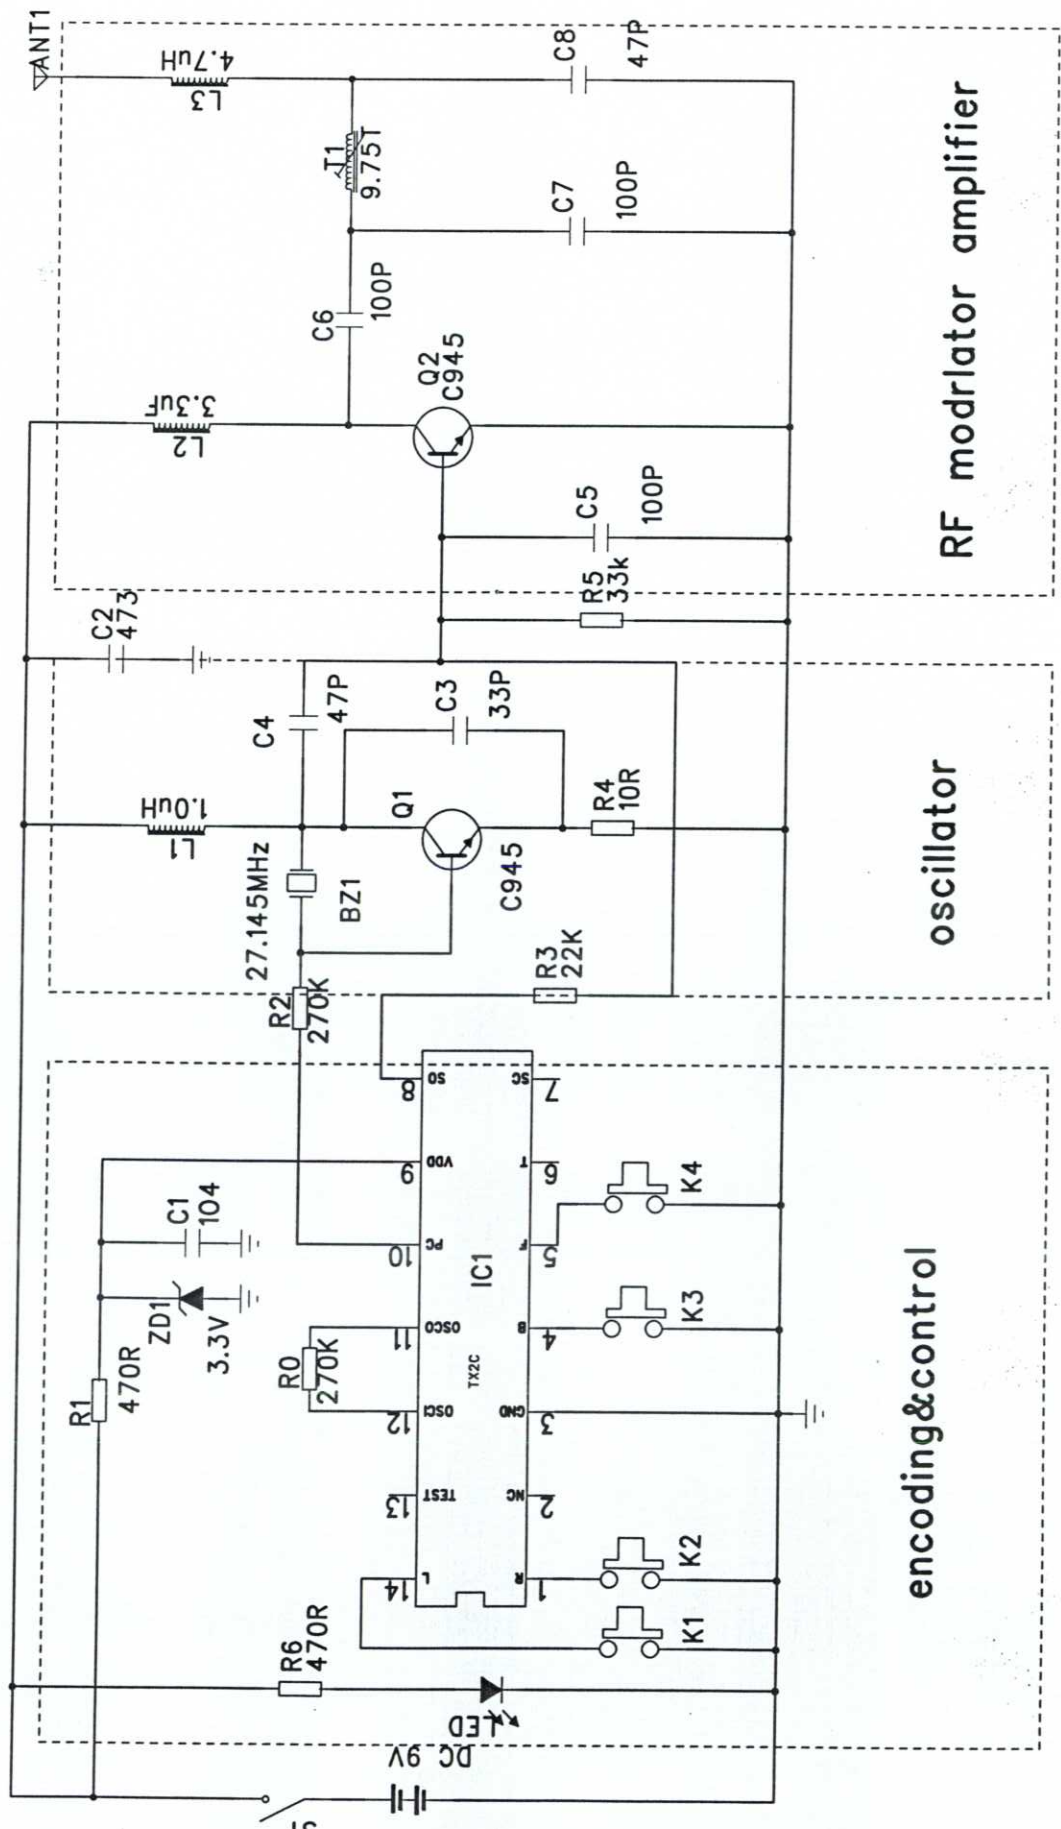 ANT1
4.7uH
L3
C8
47P
T1
9.75T
C7
100P
C6
100P
Q2
C945
3.3uF
L2
C5
100P
R5
33k
RF modrlator amplifier
C2
473
C4
47P
C3
33P
1.0uH
L1
Q1
C945
R4
10R
27.145MHz
BZ1
R2
270K
R3
22K
oscillator
8
SO
SC
7
9
VDD
T
6
10
PC
F
5
11
OSCO
B
4
12
OSCI
GND
3
13
TEST
NC
2
14
L
R
1
IC1
TX2C
C1
104
ZD1
3.3V
R1
470R
R0
270K
K4
K3
K2
K1
R6
470R
LED
DC 9V
encoding&control